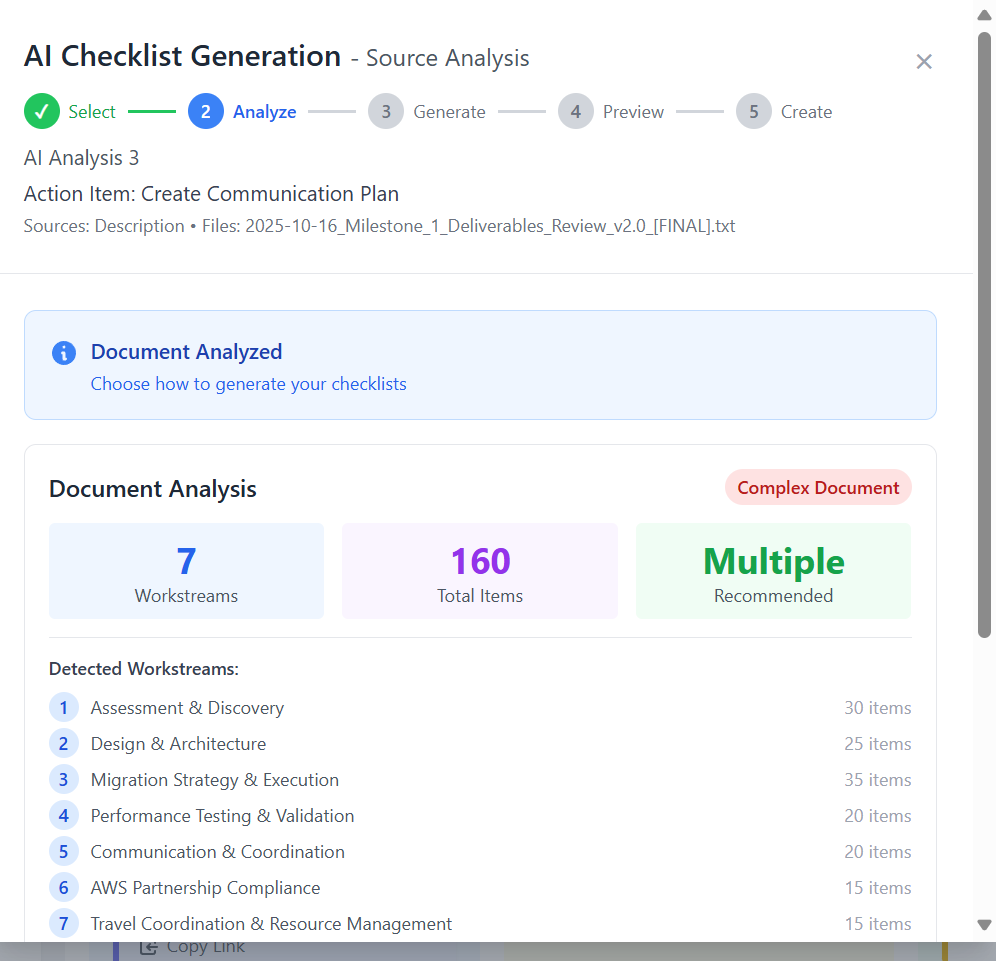 AI Checklist Generation - Source Analysis
✓ Select 2 Analyze 3 Generate 4 Preview 5 Create
AI Analysis 3
Action Item: Create Communication Plan
Sources: Description • Files: 2025-10-16_Milestone_1_Deliverables_Review_v2.0_[FINAL].txt
Document Analyzed
Choose how to generate your checklists
Document Analysis Complex Document
7 160 Multiple
Workstreams Total Items Recommended
Detected Workstreams:
1 Assessment & Discovery 30 items
2 Design & Architecture 25 items
3 Migration Strategy & Execution 35 items
4 Performance Testing & Validation 20 items
5 Communication & Coordination 20 items
6 AWS Partnership Compliance 15 items
7 Travel Coordination & Resource Management 15 items
Copy Link